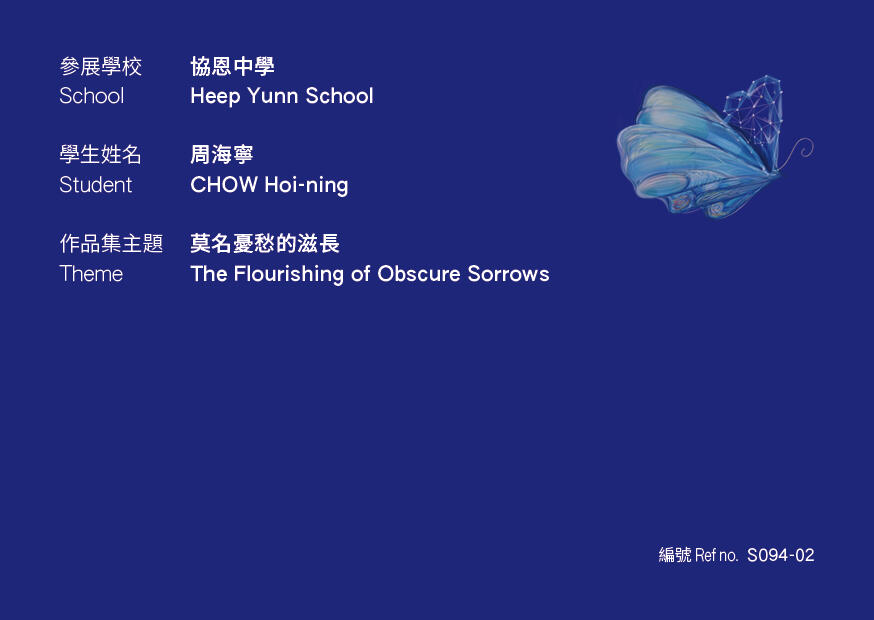 參展學校 協恩中學
School Heep Yunn School
學生姓名 周海寧
Student CHOW Hoi-ning
作品集主題 莫名憂愁的滋長
Theme The Flourishing of Obscure Sorrows
編號 Ref no. S094-02